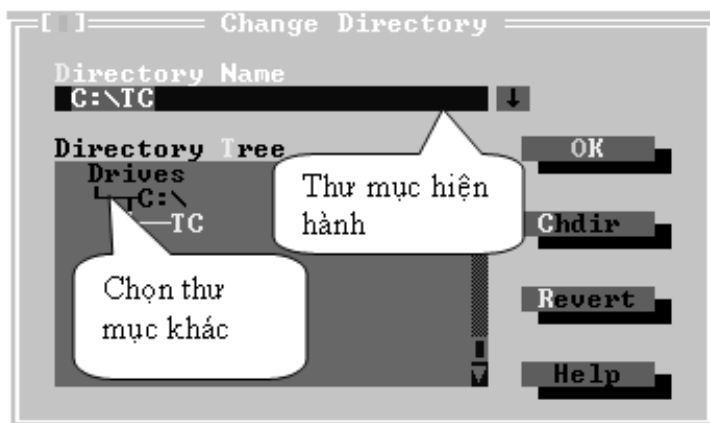 [ ] Change Directory
Directory Name
C:\TC
↓
Directory Tree
OK
Drives
C:\
TC
Thư mục hiện
hành
Chdir
Chọn thư
mục khác
Revert
Help